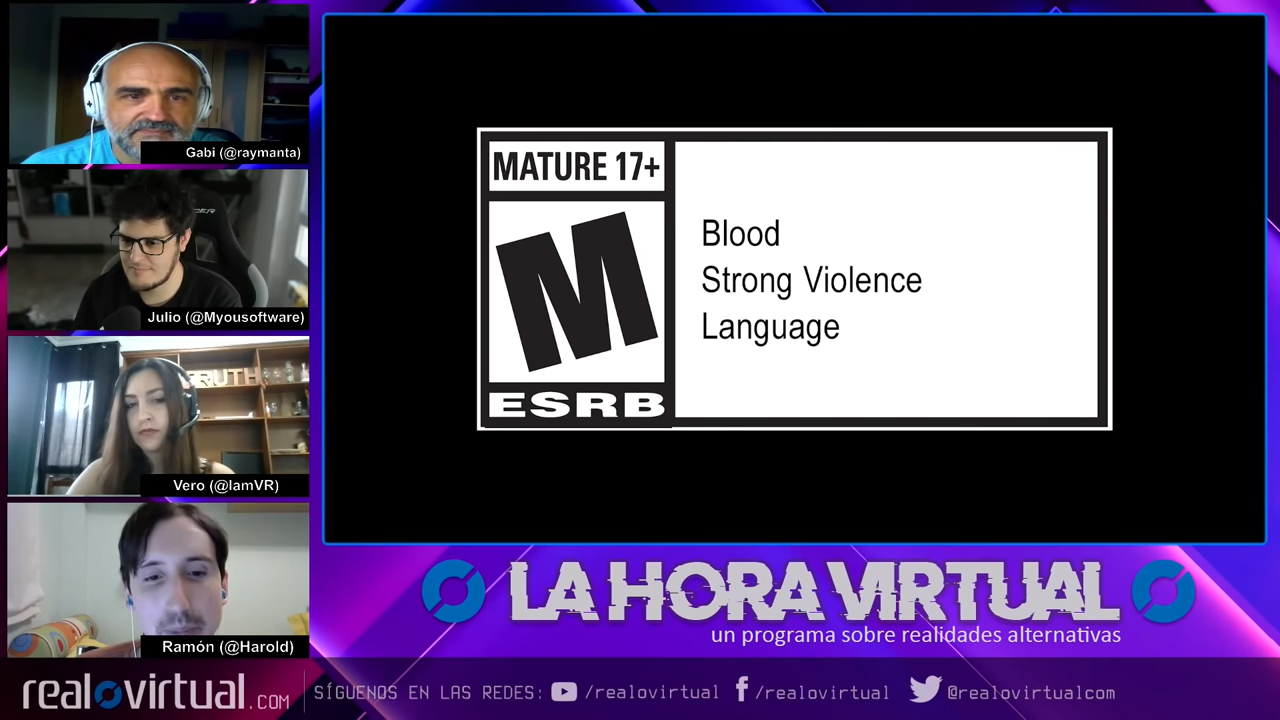 Gabi (@raymanta)
Julio (@Myousoftware)
TRUTH
Vero (@IamVR)
Ramón (@Harold)
MATURE 17+
M
ESRB
Blood
Strong Violence
Language
LA HORA VIRTUAL
un programa sobre realidades alternativas
realovirtual.com
SÍGUENOS EN LAS REDES:
/realovirtual
/realovirtual
@realovirtualcom